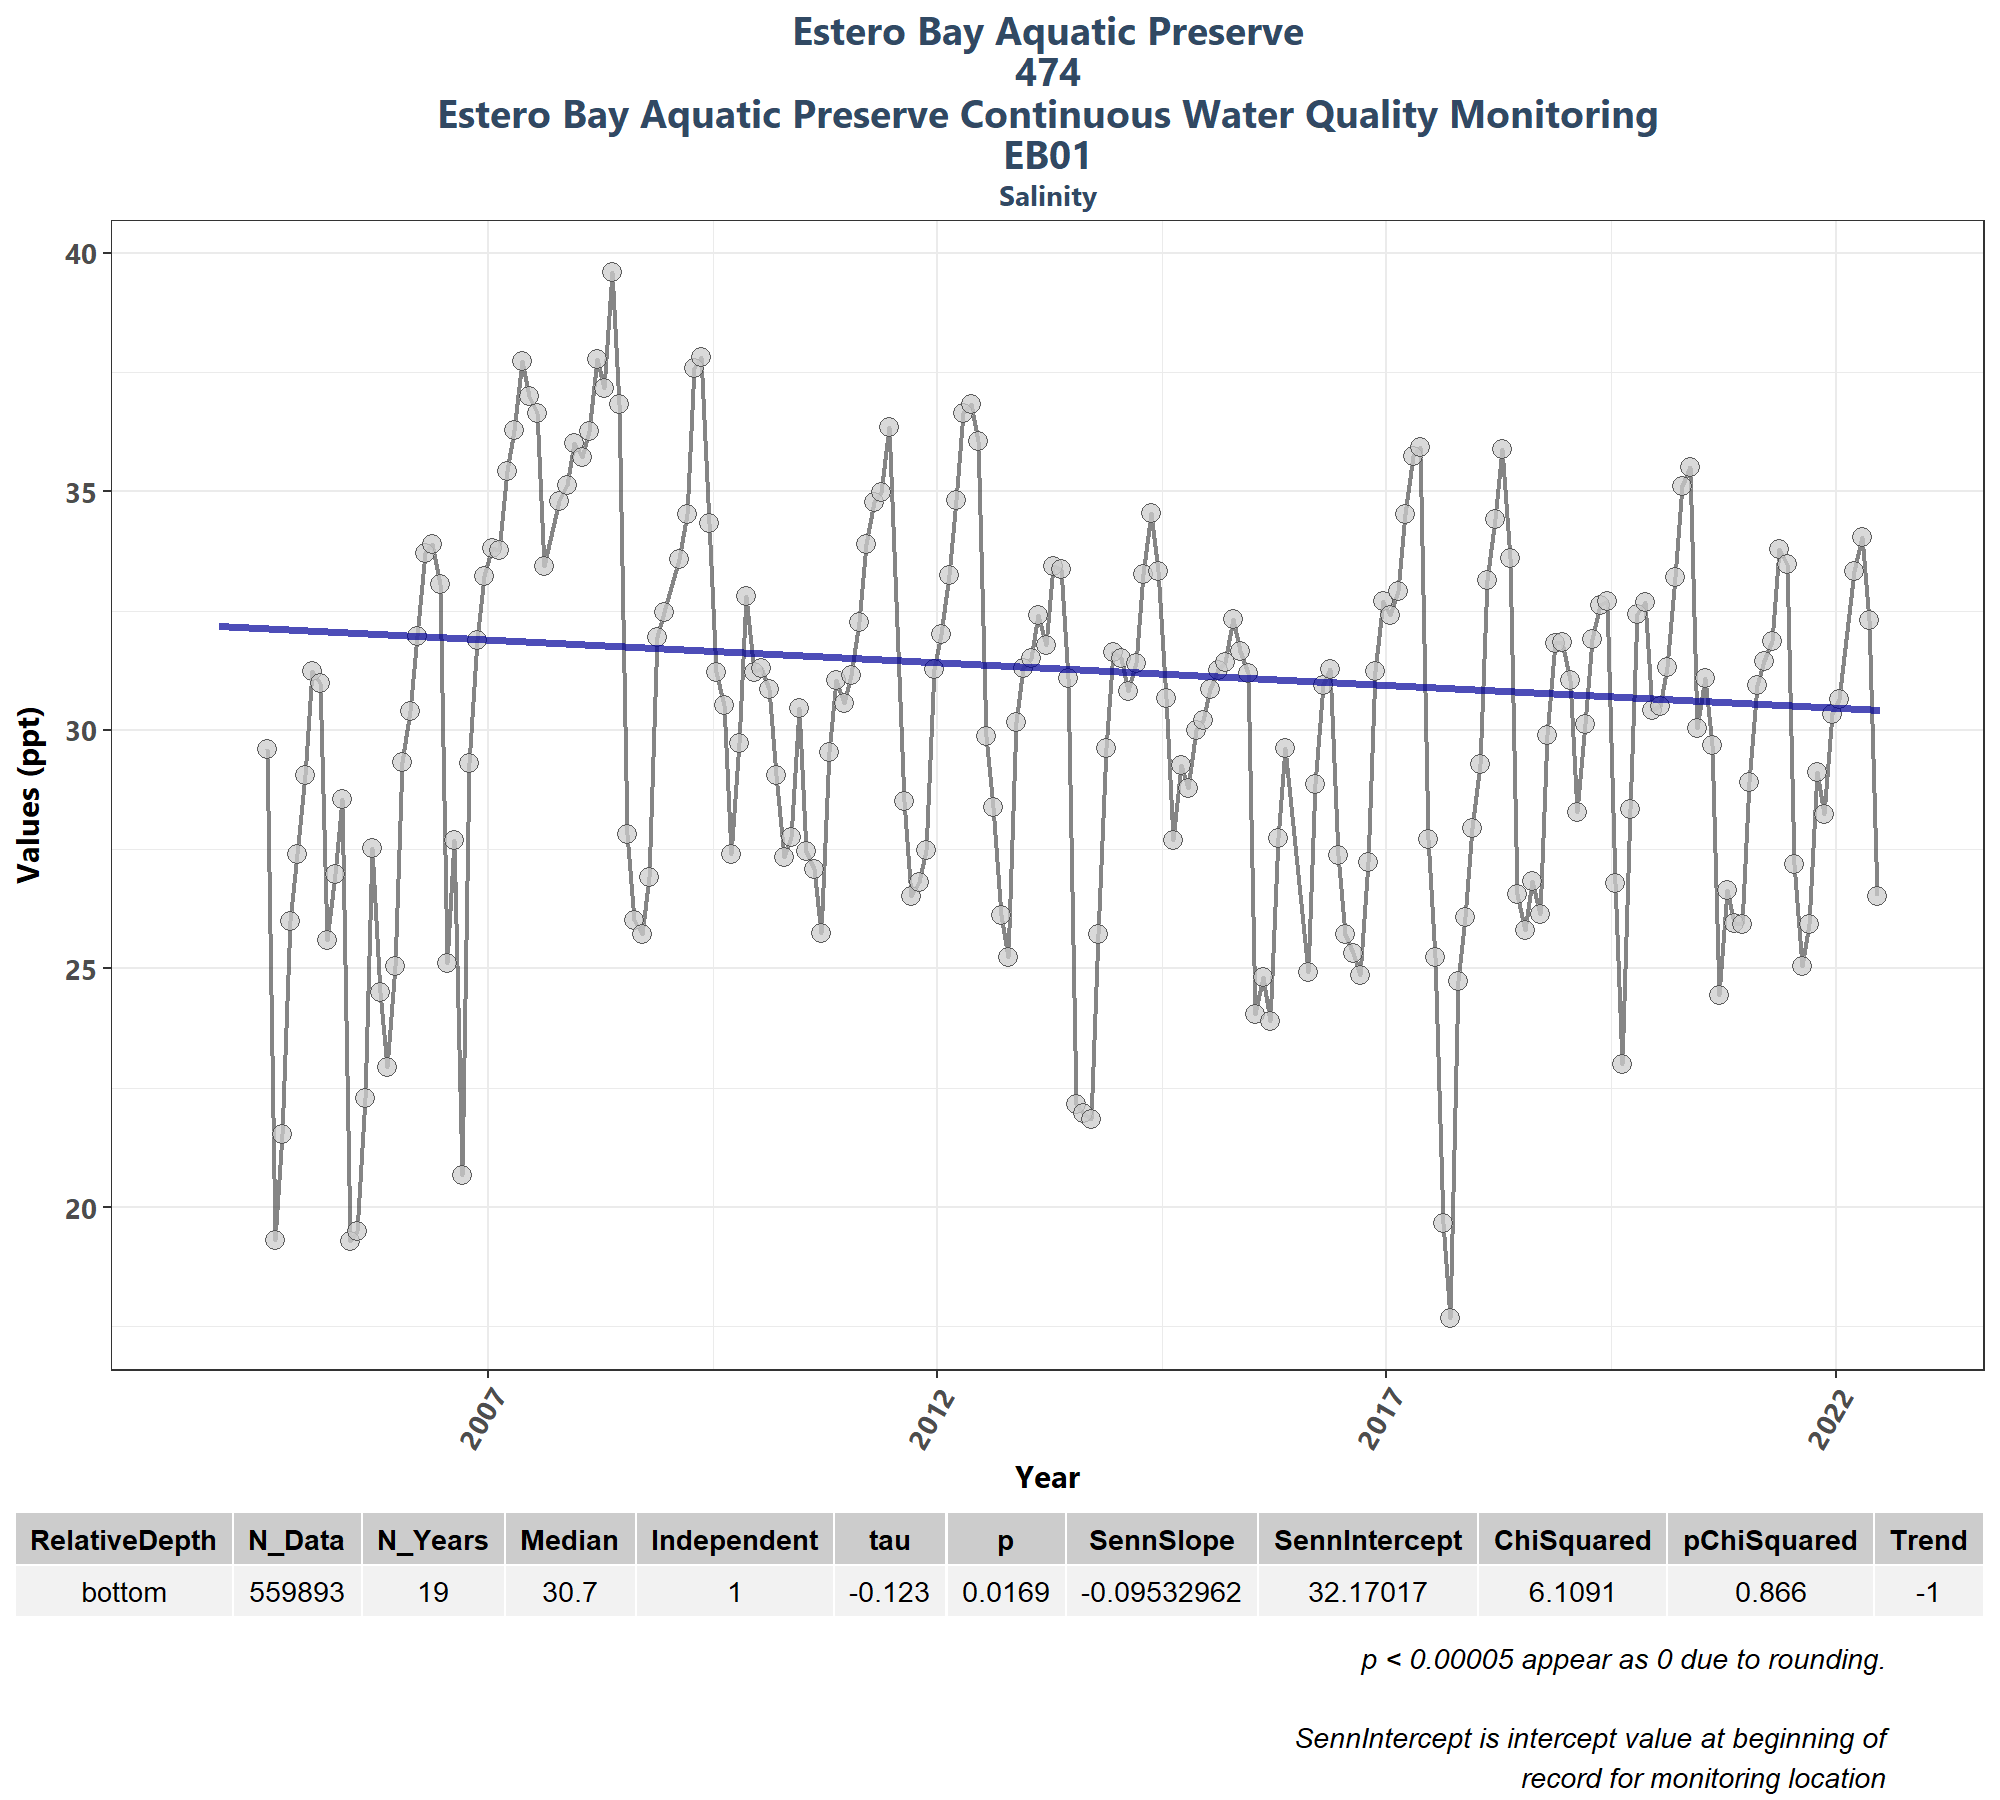 Estero Bay Aquatic Preserve
474
Estero Bay Aquatic Preserve Continuous Water Quality Monitoring
EB01
Salinity
40
35
30
25
20
Values (ppt)
2007 2012 2017 2022
Year
RelativeDepth N_Data N_Years Median Independent tau p SennSlope SennIntercept ChiSquared pChiSquared Trend
bottom 559893 19 30.7 1 -0.123 0.0169 -0.09532962 32.17017 6.1091 0.866 -1
p < 0.00005 appear as 0 due to rounding.
SennIntercept is intercept value at beginning of
record for monitoring location